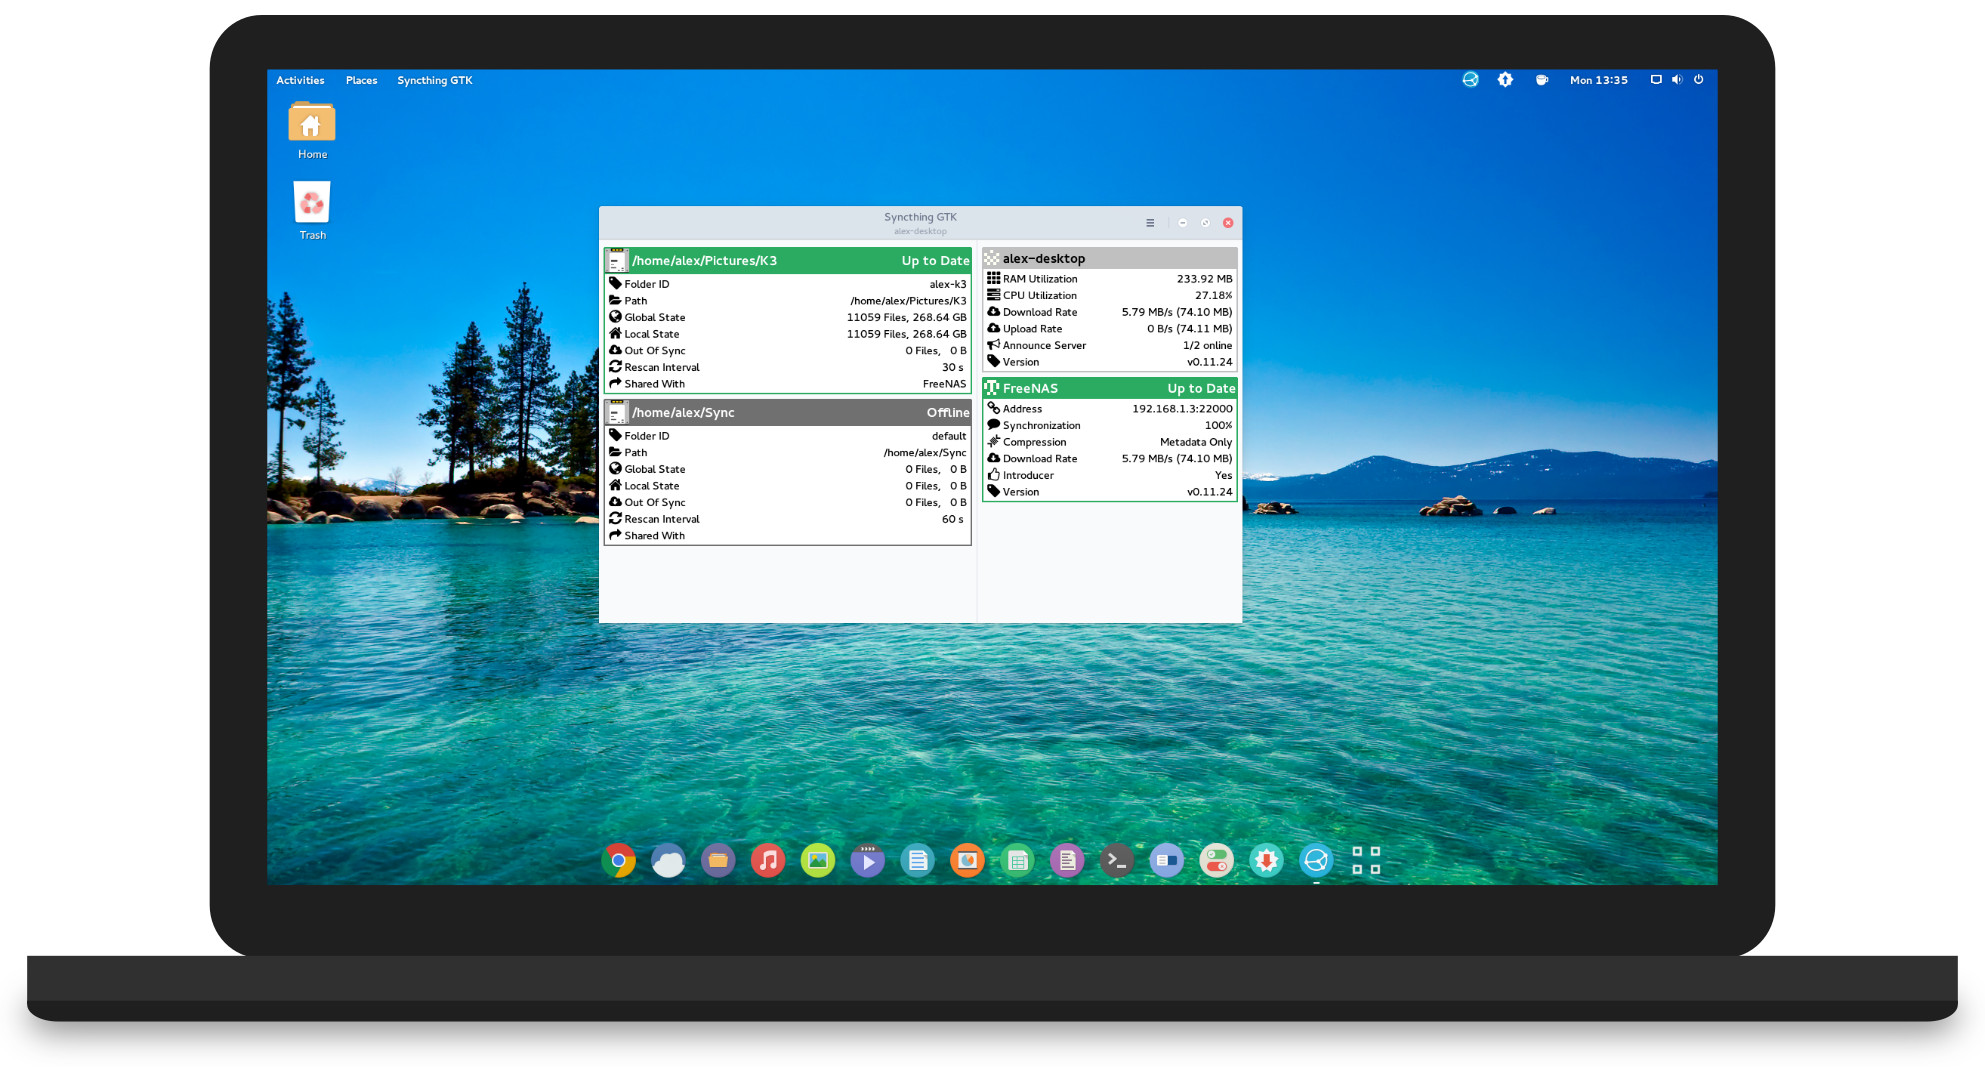 Activities Places Syncthing GTK Mon 13:35
Home
Trash
Syncthing GTK
alex-desktop
/home/alex/Pictures/K3 Up to Date
Folder ID alex-k3
Path /home/alex/Pictures/K3
Global State 11059 Files, 268.64 GB
Local State 11059 Files, 268.64 GB
Out Of Sync 0 Files, 0 B
Rescan Interval 30 s
Shared With FreeNAS
/home/alex/Sync Offline
Folder ID default
Path /home/alex/Sync
Global State 0 Files, 0 B
Local State 0 Files, 0 B
Out Of Sync 0 Files, 0 B
Rescan Interval 60 s
Shared With
alex-desktop
RAM Utilization 233.92 MB
CPU Utilization 27.18%
Download Rate 5.79 MB/s (74.10 MB)
Upload Rate 0 B/s (74.11 MB)
Announce Server 1/2 online
Version v0.11.24
FreeNAS Up to Date
Address 192.168.1.3:22000
Synchronization 100%
Compression Metadata Only
Download Rate 5.79 MB/s (74.10 MB)
Introducer Yes
Version v0.11.24